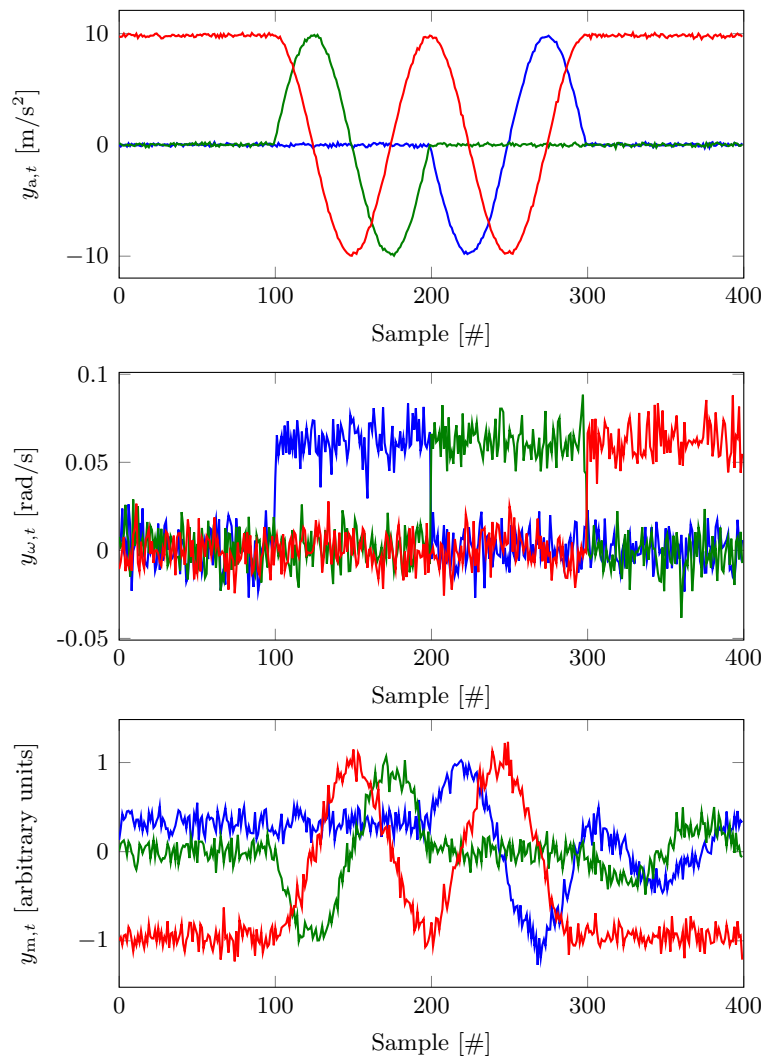 10
0
−10
y_{a,t} [m/s²]
0 100 200 300 400
Sample [#]
0.1
0.05
0
-0.05
y_{ω,t} [rad/s]
0 100 200 300 400
Sample [#]
1
0
−1
y_{m,t} [arbitrary units]
0 100 200 300 400
Sample [#]